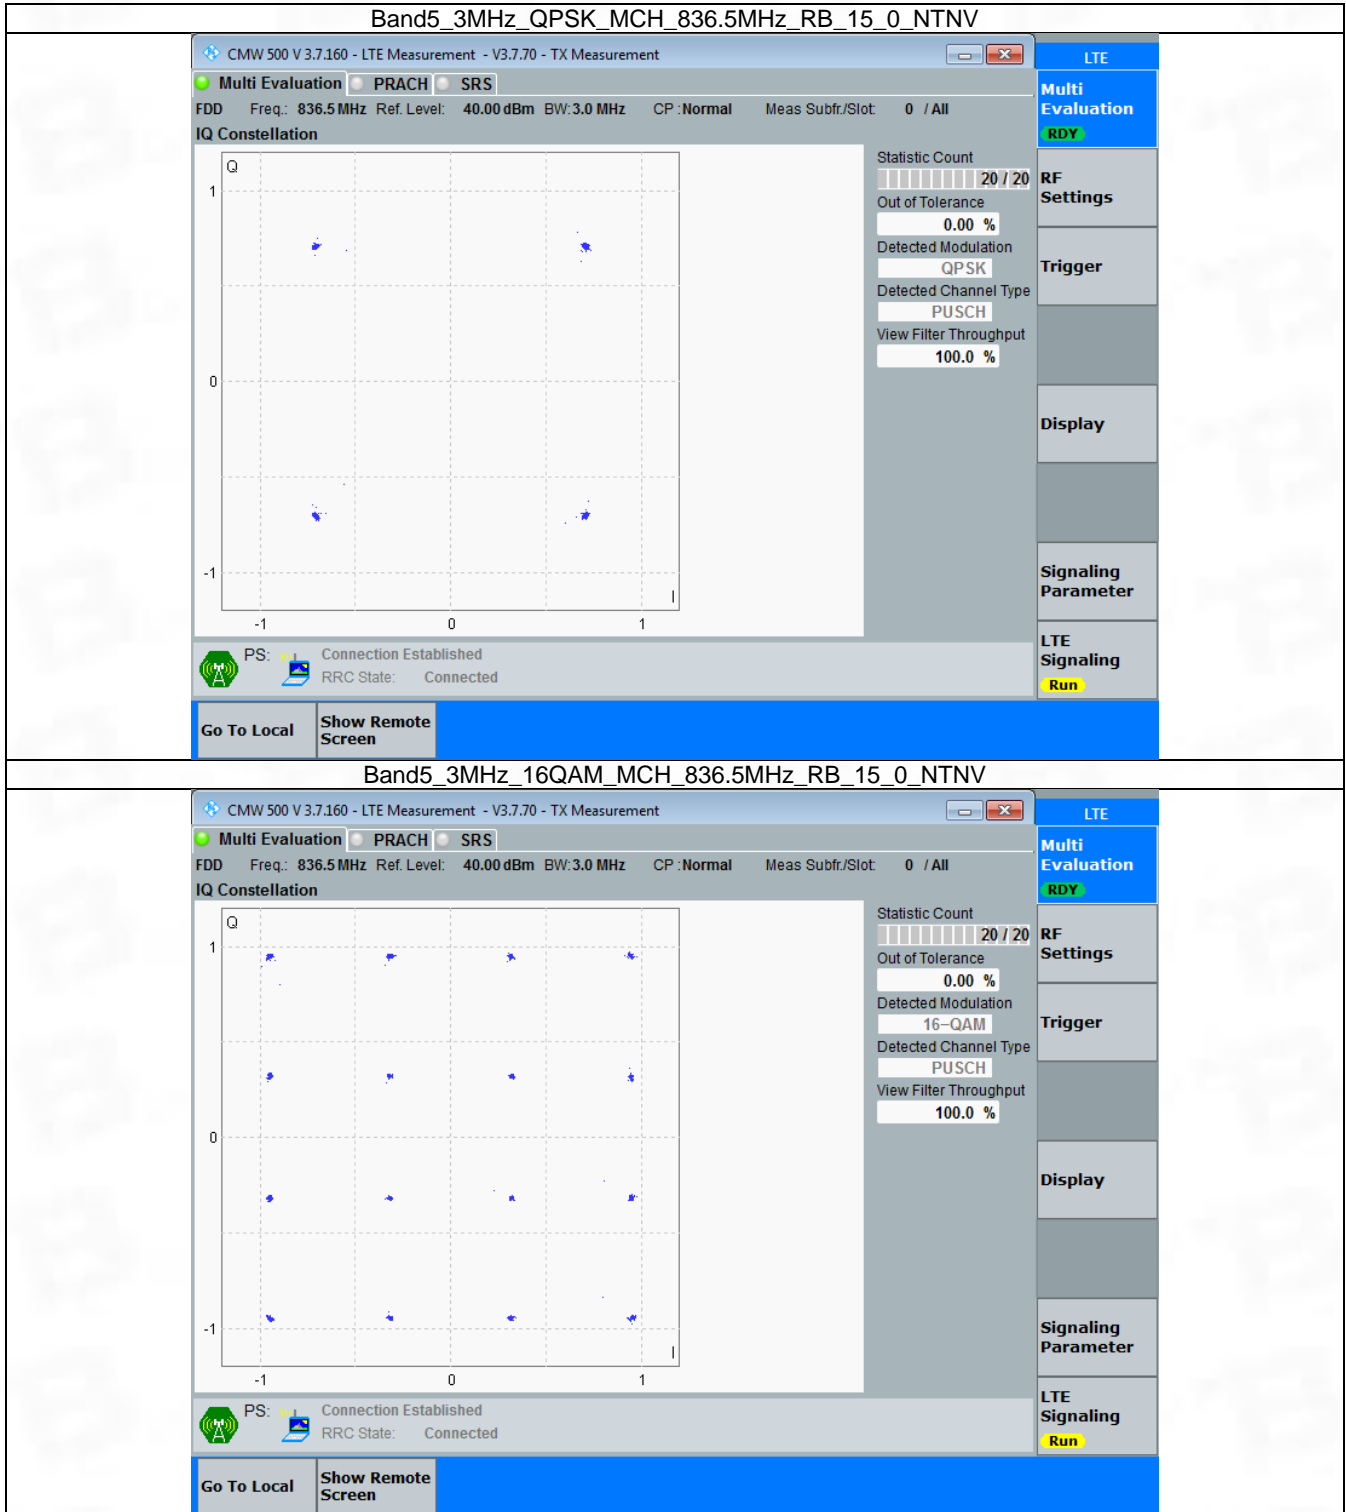 Band5_3MHz_QPSK_MCH_836.5MHz_RB_15_0_NTNV
CMW 500 V 3.7.160 - LTE Measurement - V3.7.70 - TX Measurement
LTE
Multi Evaluation PRACH SRS
Multi
Evaluation
RDY
FDD Freq.: 836.5 MHz Ref. Level: 40.00 dBm BW: 3.0 MHz CP : Normal Meas Subfr./Slot: 0 / All
IQ Constellation
Q
1
0
-1
I
-1 0 1
Statistic Count
20 / 20
Out of Tolerance
0.00 %
Detected Modulation
QPSK
Detected Channel Type
PUSCH
View Filter Throughput
100.0 %
RF
Settings
Trigger
Display
Signaling
Parameter
LTE
Signaling
Run
PS: Connection Established
RRC State: Connected
Go To Local
Show Remote
Screen
Band5_3MHz_16QAM_MCH_836.5MHz_RB_15_0_NTNV
CMW 500 V 3.7.160 - LTE Measurement - V3.7.70 - TX Measurement
LTE
Multi Evaluation PRACH SRS
Multi
Evaluation
RDY
FDD Freq.: 836.5 MHz Ref. Level: 40.00 dBm BW: 3.0 MHz CP : Normal Meas Subfr./Slot: 0 / All
IQ Constellation
Q
1
0
-1
I
-1 0 1
Statistic Count
20 / 20
Out of Tolerance
0.00 %
Detected Modulation
16-QAM
Detected Channel Type
PUSCH
View Filter Throughput
100.0 %
RF
Settings
Trigger
Display
Signaling
Parameter
LTE
Signaling
Run
PS: Connection Established
RRC State: Connected
Go To Local
Show Remote
Screen